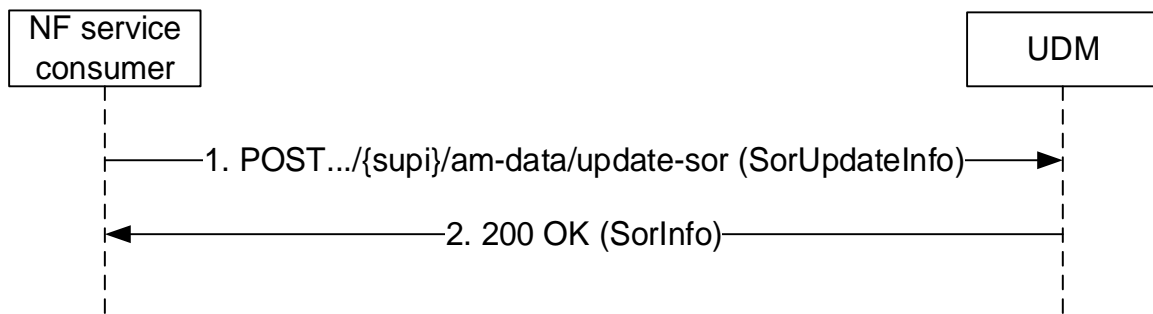 NF service
consumer
UDM
1. POST.../{supi}/am-data/update-sor (SorUpdateInfo)
2. 200 OK (SorInfo)